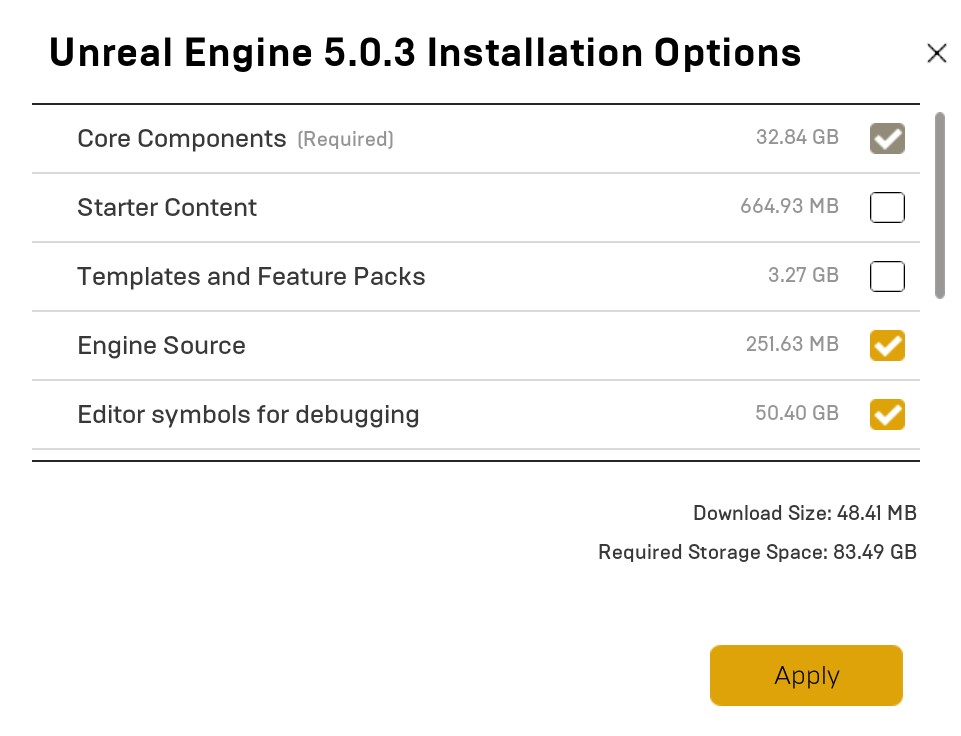 Unreal Engine 5.0.3 Installation Options
Core Components (Required) 32.84 GB
Starter Content 664.93 MB
Templates and Feature Packs 3.27 GB
Engine Source 251.63 MB
Editor symbols for debugging 50.40 GB
Download Size: 48.41 MB
Required Storage Space: 83.49 GB
Apply